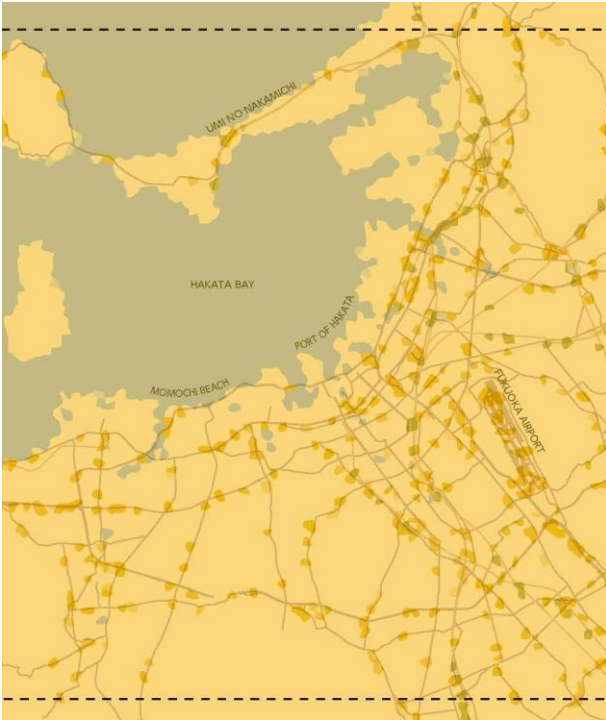 UMI NO NAKAMICHI
HAKATA BAY
PORT OF HAKATA
MOMOCHI BEACH
FUKUOKA AIRPORT